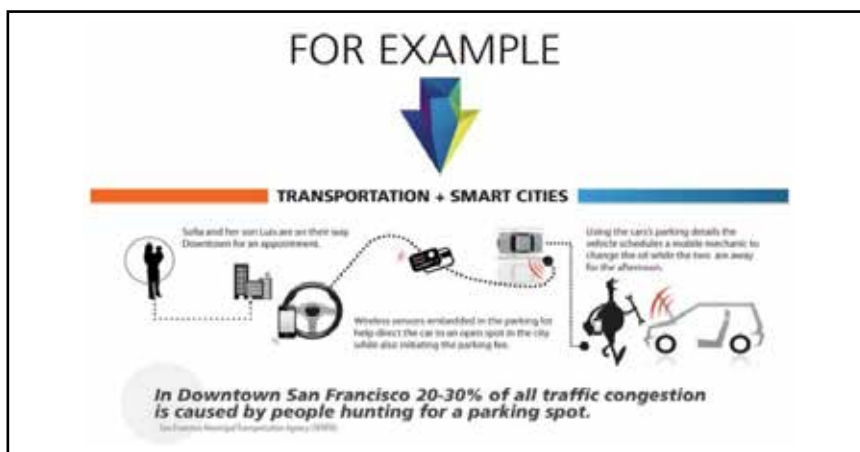 FOR EXAMPLE
TRANSPORTATION + SMART CITIES
Sofia and her son Luis are on their way
Downtown for an appointment.
Using the cars's parking details the
vehicle schedules a mobile mechanic to
change the oil while the two are away
for the afternoon.
Wireless sensors embedded in the parking lot
help direct the car to an open spot in the city
while also initiating the parking fee.
In Downtown San Francisco 20-30% of all traffic congestion
is caused by people hunting for a parking spot.
San Francisco Municipal Transportation Agency